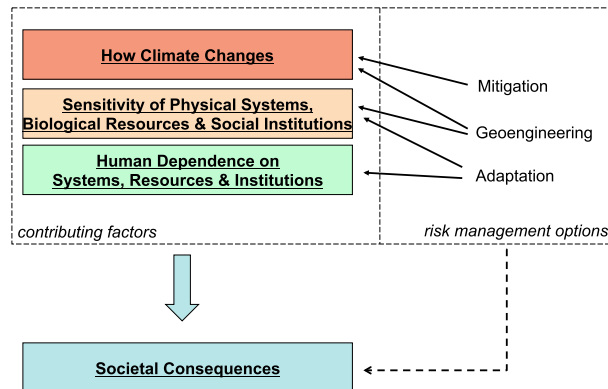 How Climate Changes
Sensitivity of Physical Systems,
Biological Resources & Social Institutions
Human Dependence on
Systems, Resources & Institutions
Mitigation
Geoengineering
Adaptation
contributing factors
risk management options
Societal Consequences